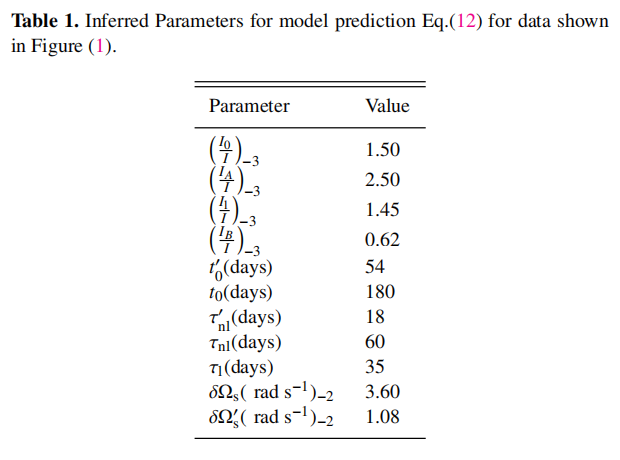 Table 1. Inferred Parameters for model prediction Eq.(12) for data shown
in Figure (1).
Parameter Value
(I₀/I)₋₃ 1.50
(I_A/I)₋₃ 2.50
(I₁/I)₋₃ 1.45
(I_B/I)₋₃ 0.62
t′₀(days) 54
t₀(days) 180
τ′ₙₗ(days) 18
τₙₗ(days) 60
τₗ(days) 35
δΩₛ( rad s⁻¹)₋₂ 3.60
δΩ′ₛ( rad s⁻¹)₋₂ 1.08